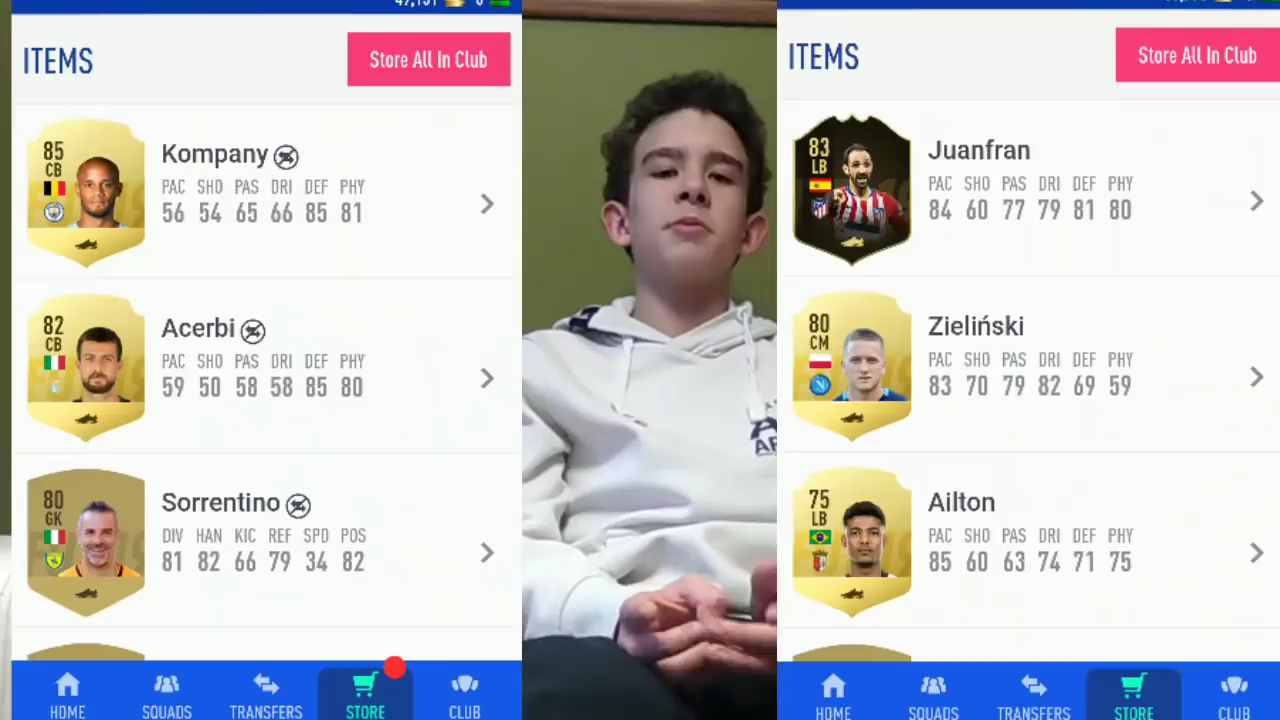 ITEMS
Store All In Club
85
CB
Kompany
PAC SHO PAS DRI DEF PHY
56 54 65 66 85 81
82
CB
Acerbi
PAC SHO PAS DRI DEF PHY
59 50 58 58 85 80
80
GK
Sorrentino
DIV HAN KIC REF SPD POS
81 82 66 79 34 82
HOME SQUADS TRANSFERS STORE CLUB
ITEMS
Store All In Club
83
LB
Juanfran
PAC SHO PAS DRI DEF PHY
84 60 77 79 81 80
80
CM
Zieliński
PAC SHO PAS DRI DEF PHY
83 70 79 82 69 59
75
LB
Ailton
PAC SHO PAS DRI DEF PHY
85 60 63 74 71 75
HOME SQUADS TRANSFERS STORE CLUB